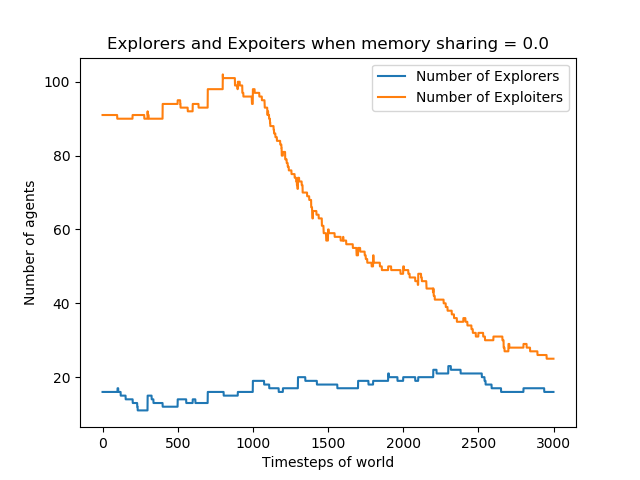 Explorers and Expoiters when memory sharing = 0.0
Number of Explorers
Number of Exploiters
Number of agents
100
80
60
40
20
0 500 1000 1500 2000 2500 3000
Timesteps of world